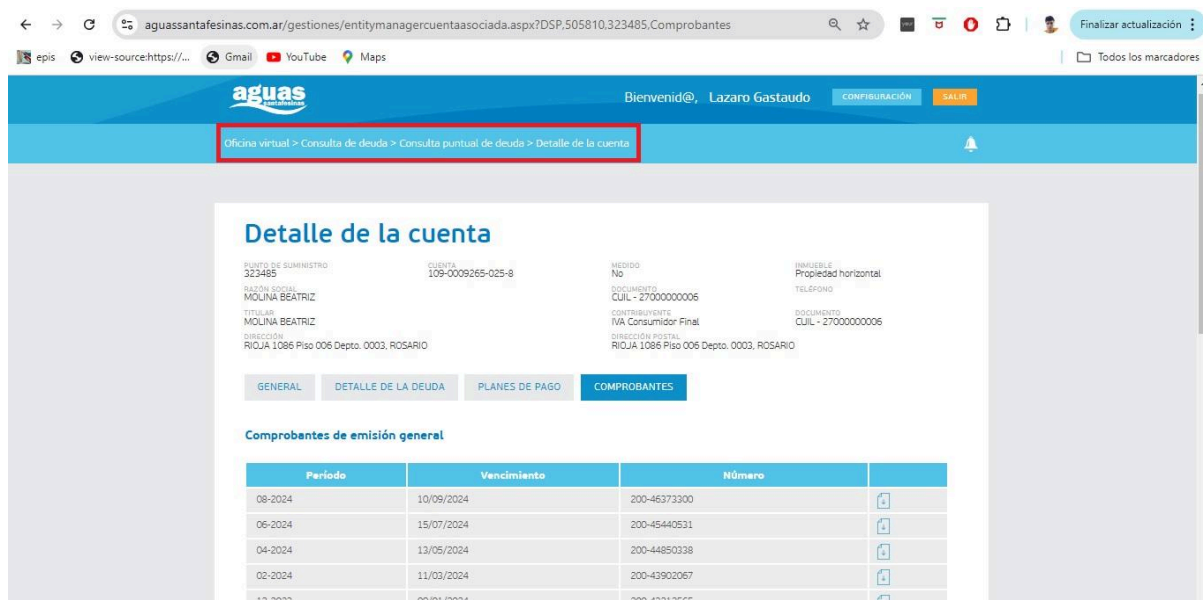 aguassantafesinas.com.ar/gestiones/entitymanagercuentaasociada.aspx?DSP,505810,323485,Comprobantes
Finalizar actualización
epis view-source:https://... Gmail YouTube Maps Todos los marcadores
aguas
santafesinas
Bienvenid@, Lazaro Gastaudo CONFIGURACIÓN SALIR
Oficina virtual > Consulta de deuda > Consulta puntual de deuda > Detalle de la cuenta
Detalle de la cuenta
PUNTO DE SUMINISTRO CUENTA MEDIDO INMUEBLE
323485 109-0009265-025-8 No Propiedad horizontal
RAZÓN SOCIAL DOCUMENTO TELÉFONO
MOLINA BEATRIZ CUIL - 27000000006
TITULAR CONTRIBUYENTE DOCUMENTO
MOLINA BEATRIZ IVA Consumidor Final CUIL - 27000000006
DIRECCIÓN DIRECCIÓN POSTAL
RIOJA 1086 Piso 006 Depto. 0003, ROSARIO RIOJA 1086 Piso 006 Depto. 0003, ROSARIO
GENERAL DETALLE DE LA DEUDA PLANES DE PAGO COMPROBANTES
Comprobantes de emisión general
Período Vencimiento Número
08-2024 10/09/2024 200-46373300
06-2024 15/07/2024 200-45440531
04-2024 13/05/2024 200-44850338
02-2024 11/03/2024 200-43902067